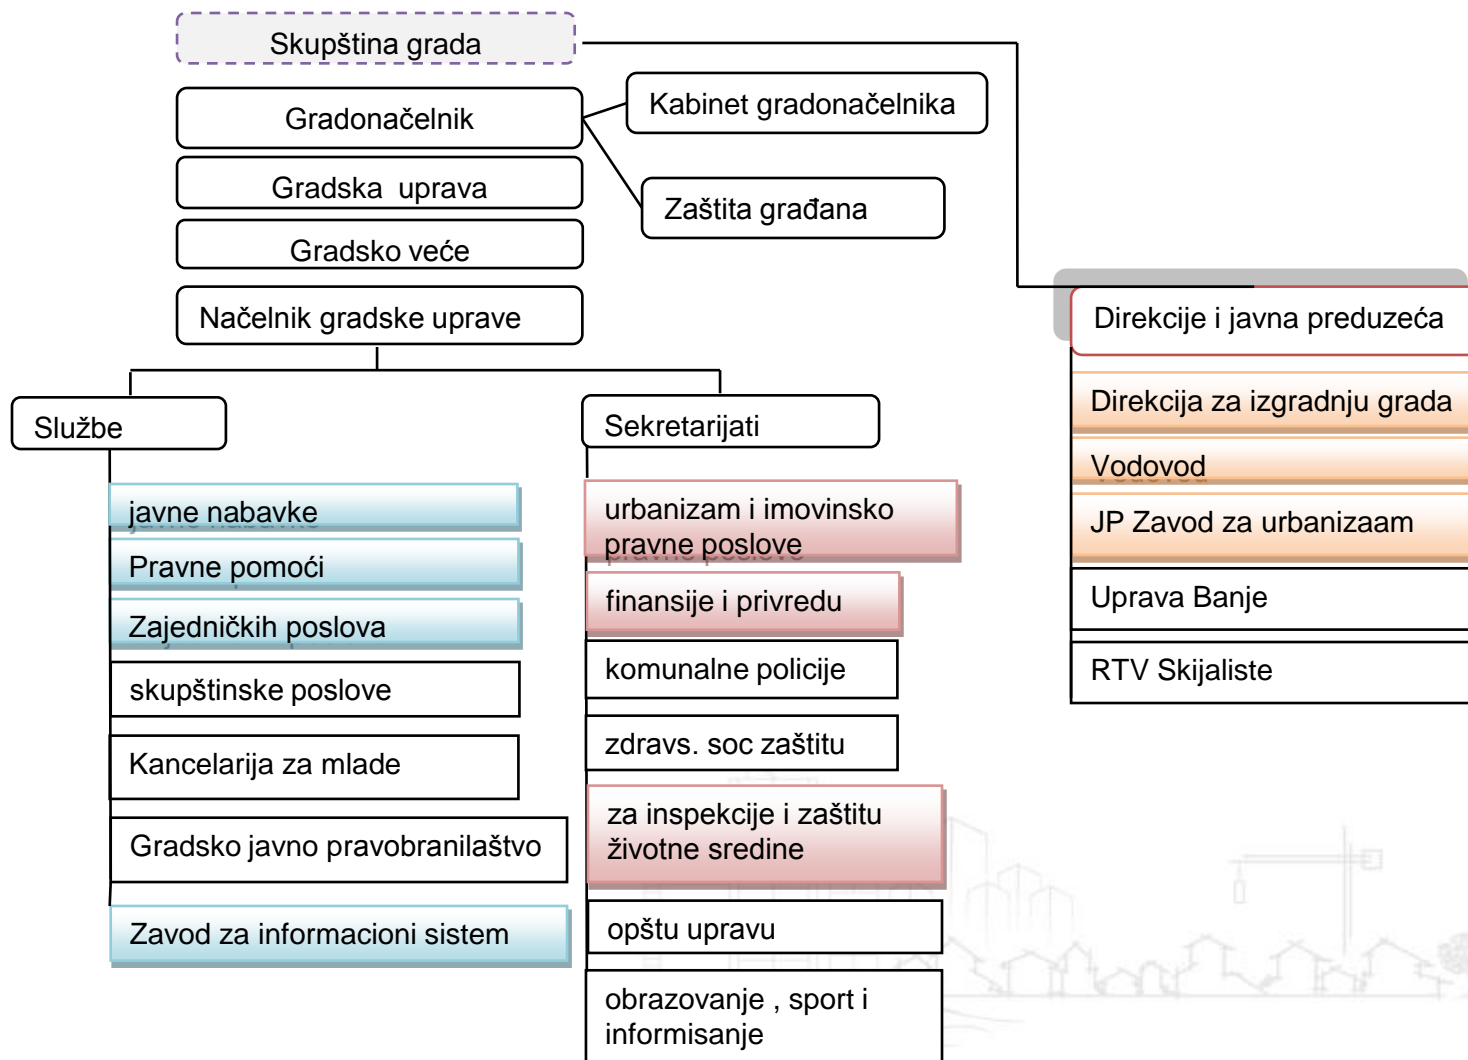 Skupština grada
Gradonačelnik
Kabinet gradonačelnika
Gradska uprava
Zaštita građana
Gradsko veće
Načelnik gradske uprave
Službe
javne nabavke
Pravne pomoći
Zajedničkih poslova
skupštinske poslove
Kancelarija za mlade
Gradsko javno pravobranilaštvo
Zavod za informacioni sistem
Sekretarijati
urbanizam i imovinsko
pravne poslove
finansije i privredu
komunalne policije
zdravs. soc zaštitu
za inspekcije i zaštitu
životne sredine
opštu upravu
obrazovanje , sport i
informisanje
Direkcije i javna preduzeća
Direkcija za izgradnju grada
Vodovod
JP Zavod za urbanizaam
Uprava Banje
RTV Skijaliste